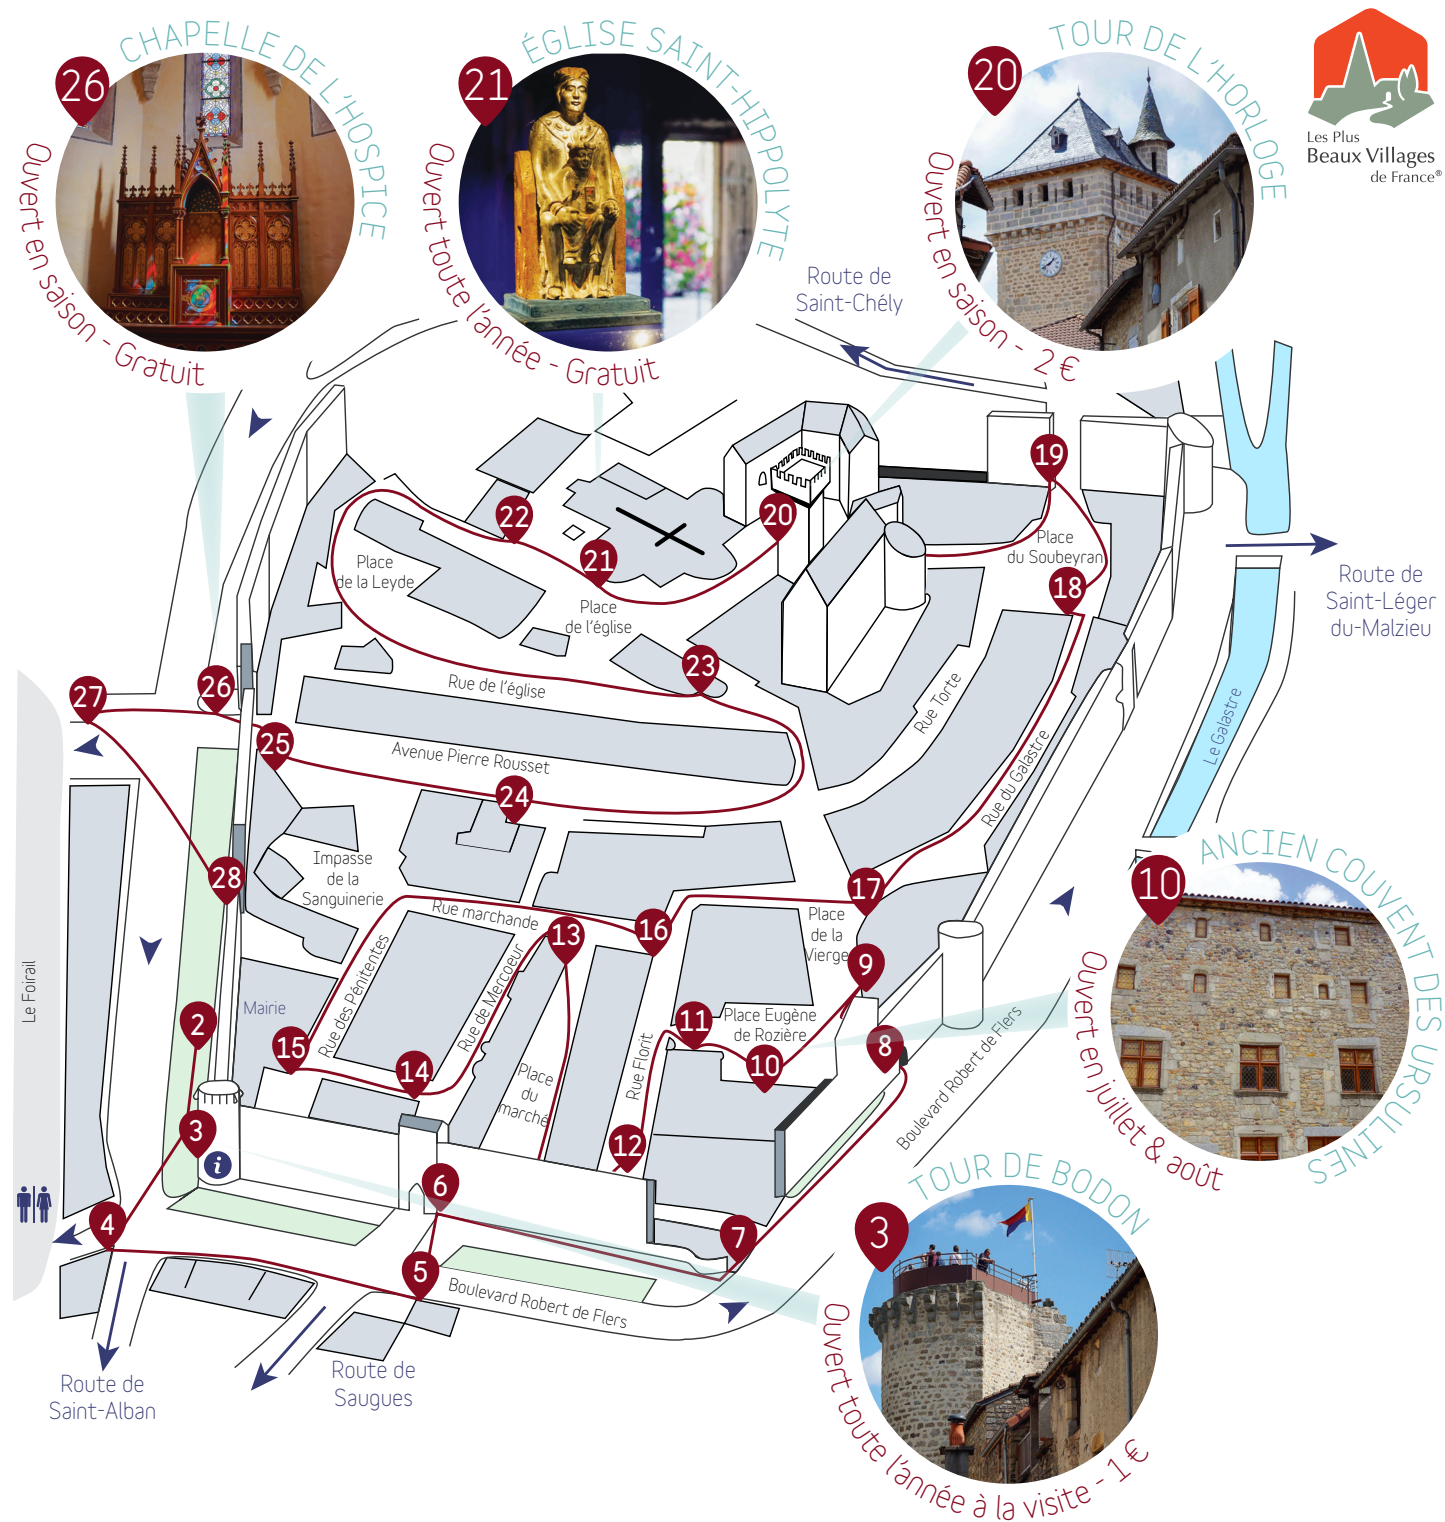 26
CHAPELLE DE L'HOSPICE
Ouvert en saison - Gratuit
21
ÉGLISE SAINT-HIPPOLYTE
Ouvert toute l'année - Gratuit
20
TOUR DE L'HORLOGE
Ouvert en saison - 2 €
Les Plus
Beaux Villages
de France®
Route de
Saint-Chély
19
22
20
21
Place
du Soubeyran
Place
de la Leyde
Place
de l'église
18
Route de
Saint-Léger
du-Malzieu
23
26
27
Rue de l'église
Rue Torte
Le Galastre
25
Avenue Pierre Rousset
Rue du Galastre
24
Impasse
de la
Sanguinerie
28
17
Rue marchande
16
13
Place
de la
Vierge
9
10
ANCIEN COUVENT DES URSULINES
Ouvert en juillet & août
Le Foirail
Mairie
Rue des Pénitentes
Rue de Mercoeur
2
15
14
11
Place Eugène
de Rozière
10
8
Rue Florit
Place
du
marché
Boulevard Robert de Flers
3
i
12
6
4
5
7
Boulevard Robert de Flers
3
TOUR DE BODON
Ouvert toute l'année à la visite - 1 €
Route de
Saint-Alban
Route de
Saugues